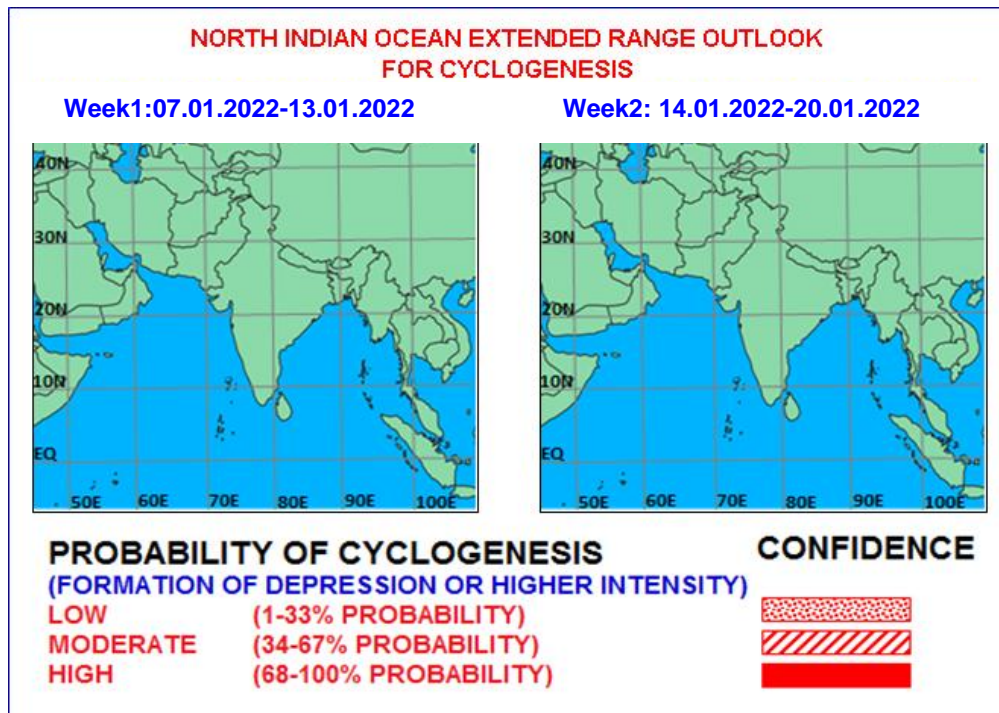 NORTH INDIAN OCEAN EXTENDED RANGE OUTLOOK
FOR CYCLOGENESIS
Week1:07.01.2022-13.01.2022
Week2: 14.01.2022-20.01.2022
40N
30N
20N
10N
EQ
50E 60E 70E 80E 90E 100E
40N
30N
20N
10N
EQ
50E 60E 70E 80E 90E 100E
PROBABILITY OF CYCLOGENESIS
CONFIDENCE
(FORMATION OF DEPRESSION OR HIGHER INTENSITY)
LOW (1-33% PROBABILITY)
MODERATE (34-67% PROBABILITY)
HIGH (68-100% PROBABILITY)